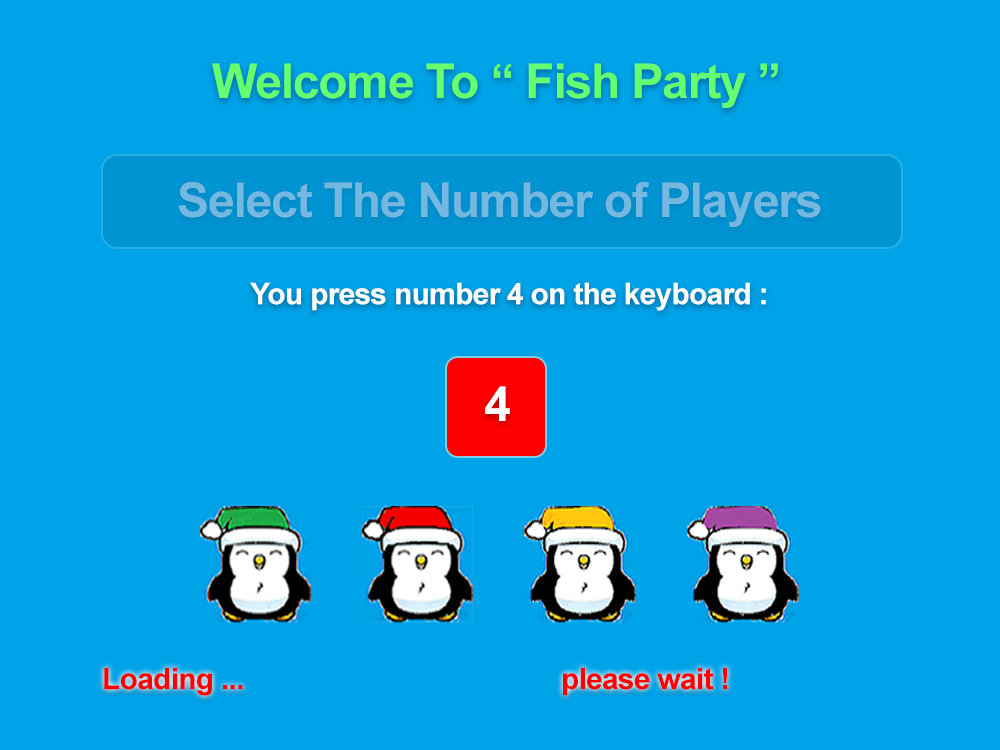 Welcome To “ Fish Party ”
Select The Number of Players
You press number 4 on the keyboard :
4
Loading ... please wait !